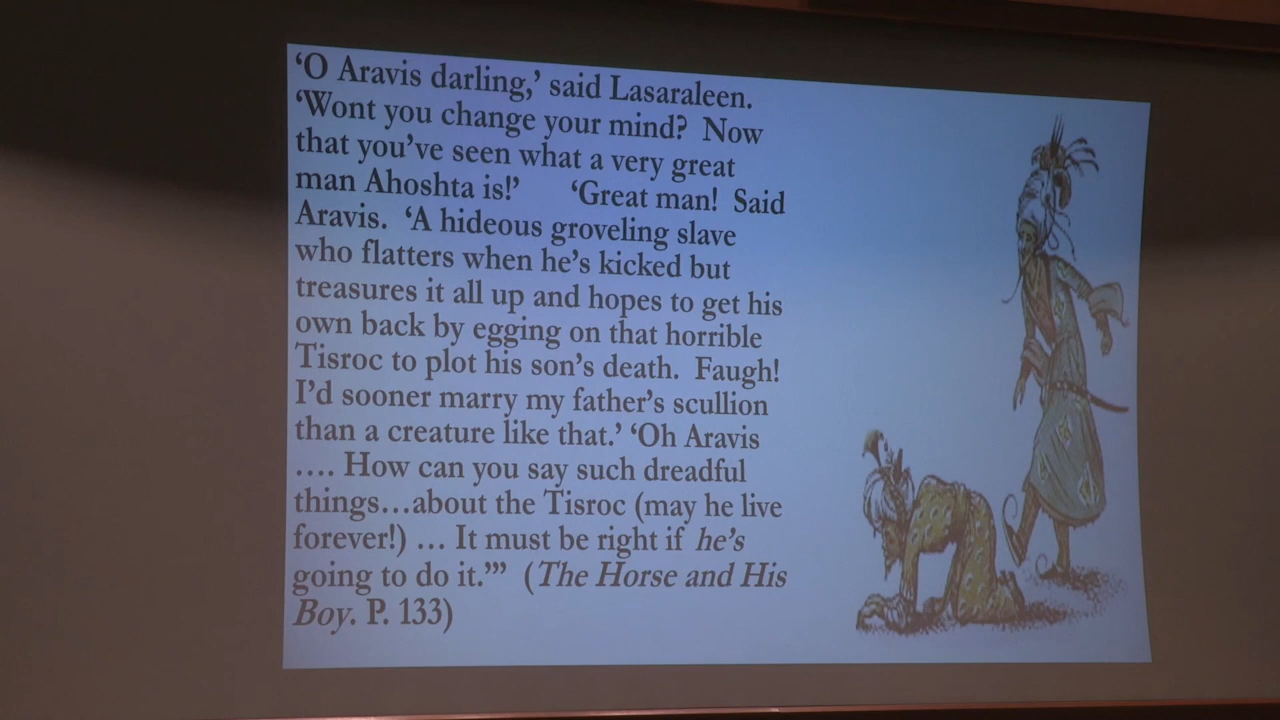 ‘O Aravis darling,’ said Lasaraleen.
‘Wont you change your mind?  Now
that you’ve seen what a very great
man Ahoshta is!’  ‘Great man!  Said
Aravis.  ‘A hideous groveling slave
who flatters when he’s kicked but
treasures it all up and hopes to get his
own back by egging on that horrible
Tisroc to plot his son’s death.  Faugh!
I’d sooner marry my father’s scullion
than a creature like that.’ ‘Oh Aravis
…. How can you say such dreadful
things…about the Tisroc (may he live
forever!) … It must be right if he’s
going to do it.’”  (The Horse and His
Boy. P. 133)